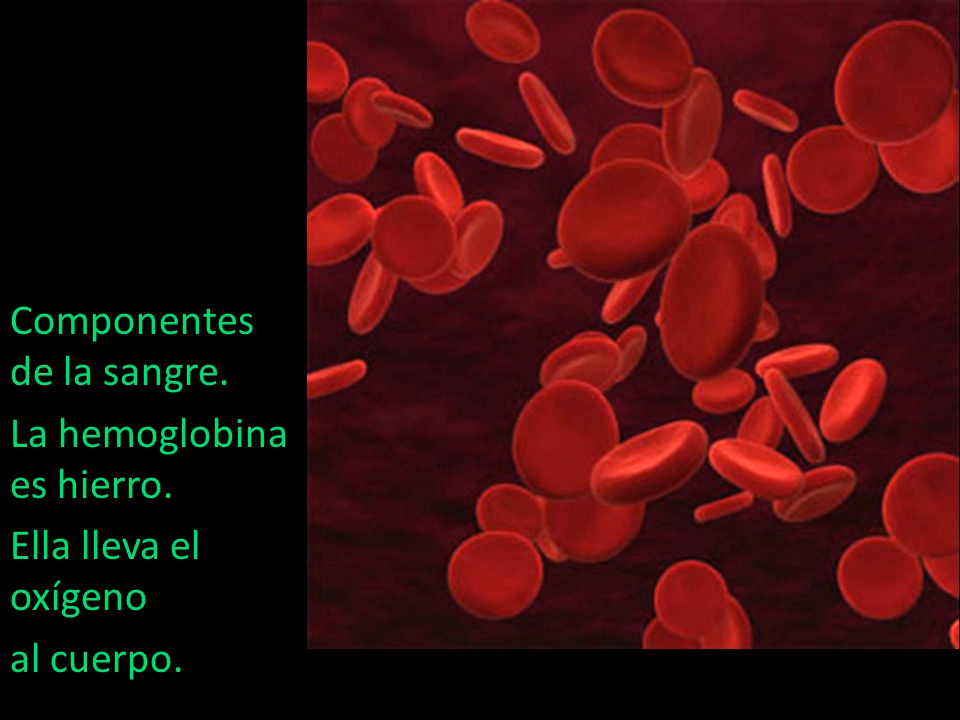 Componentes
de la sangre.
La hemoglobina
es hierro.
Ella lleva el
oxígeno
al cuerpo.